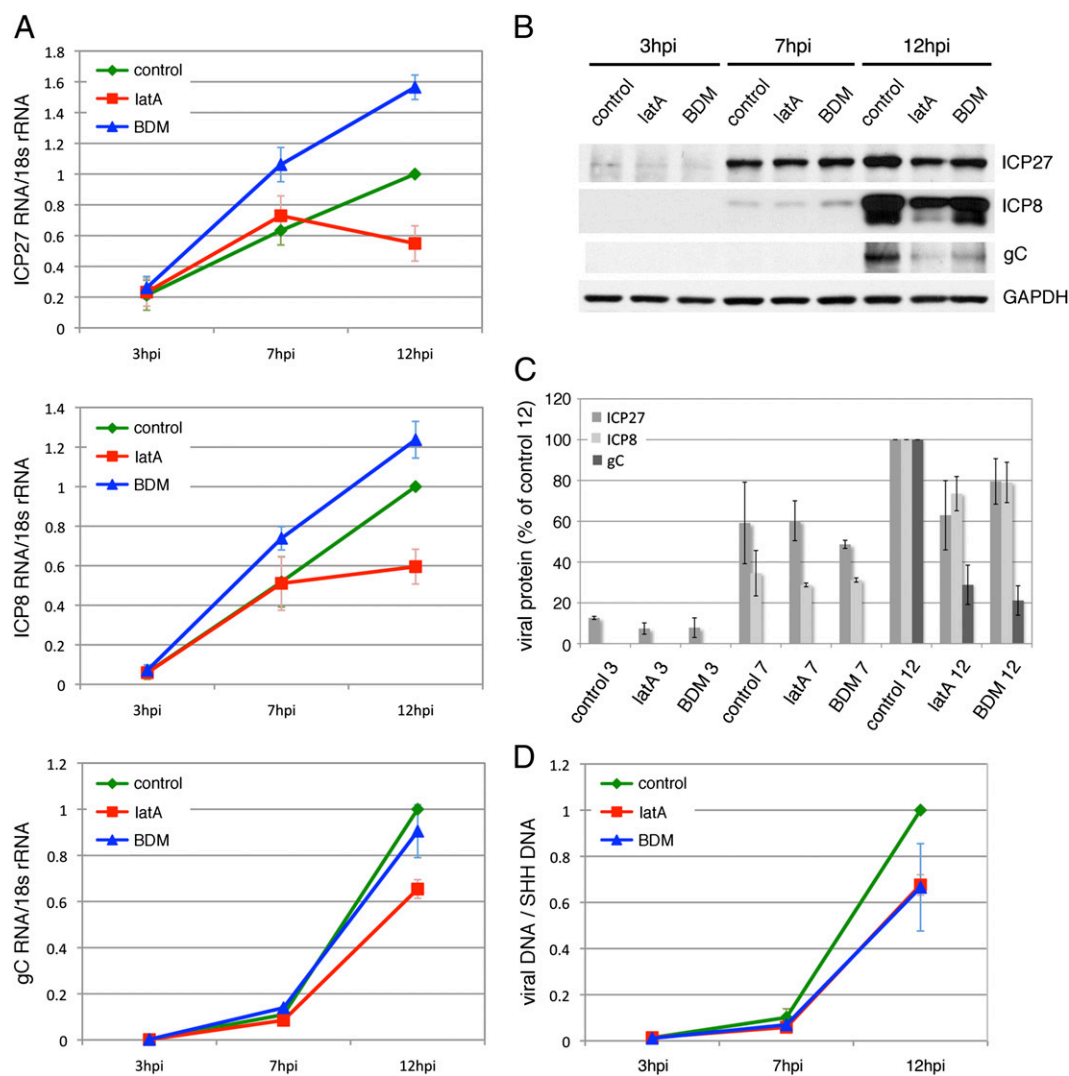 A
ICP27 RNA/18s rRNA
1.8
1.6
1.4
1.2
1
0.8
0.6
0.4
0.2
0
control
latA
BDM
3hpi 7hpi 12hpi
ICP8 RNA/18s rRNA
1.4
1.2
1
0.8
0.6
0.4
0.2
0
control
latA
BDM
3hpi 7hpi 12hpi
gC RNA/18s rRNA
1.2
1
0.8
0.6
0.4
0.2
0
control
latA
BDM
3hpi 7hpi 12hpi
B
3hpi 7hpi 12hpi
control latA BDM control latA BDM control latA BDM
ICP27
ICP8
gC
GAPDH
C
viral protein (% of control 12)
120
100
80
60
40
20
0
ICP27
ICP8
gC
control 3 latA 3 BDM 3 control 7 latA 7 BDM 7 control 12 latA 12 BDM 12
D
viral DNA / SHH DNA
1.2
1
0.8
0.6
0.4
0.2
0
control
latA
BDM
3hpi 7hpi 12hpi